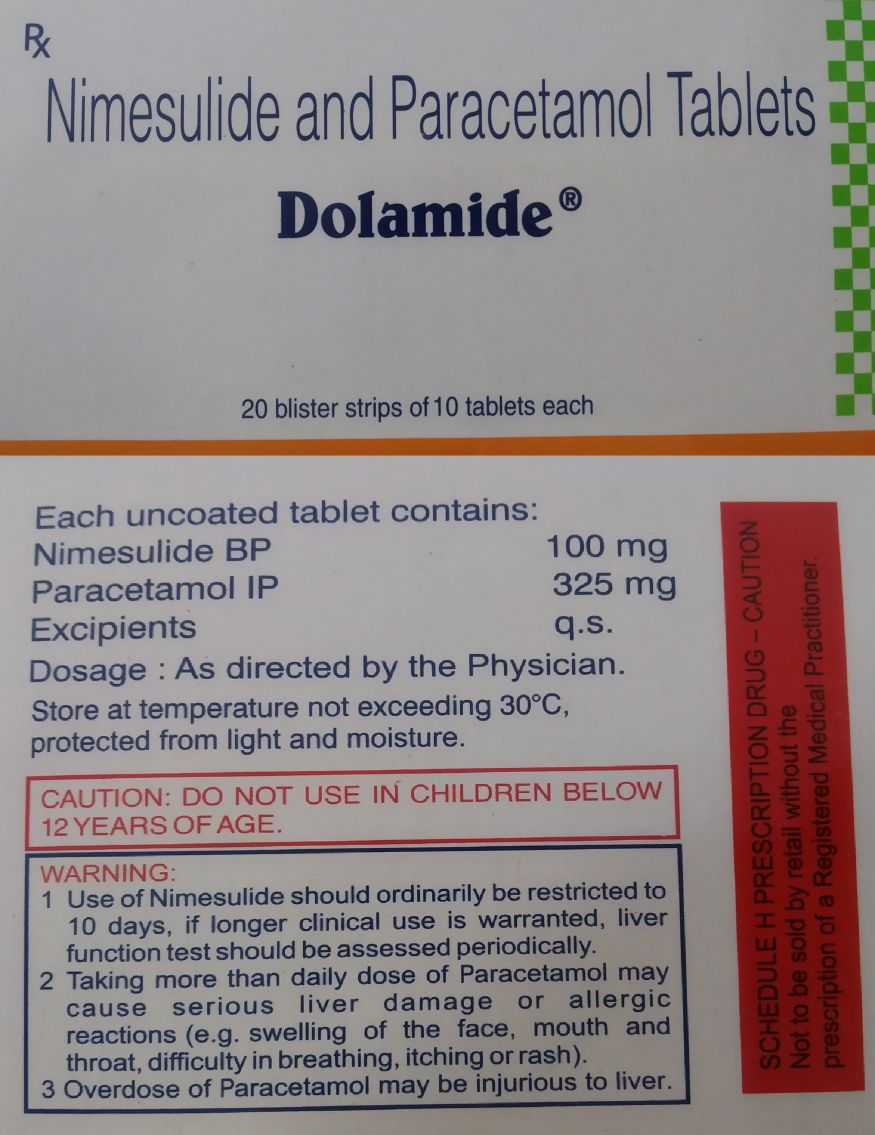 Rx
Nimesulide and Paracetamol Tablets
Dolamide®
20 blister strips of 10 tablets each
Each uncoated tablet contains:
Nimesulide BP 100 mg
Paracetamol IP 325 mg
Excipients q.s.
Dosage : As directed by the Physician.
Store at temperature not exceeding 30°C,
protected from light and moisture.
CAUTION: DO NOT USE IN CHILDREN BELOW
12 YEARS OF AGE.
WARNING:
1 Use of Nimesulide should ordinarily be restricted to
10 days, if longer clinical use is warranted, liver
function test should be assessed periodically.
2 Taking more than daily dose of Paracetamol may
cause serious liver damage or allergic
reactions (e.g. swelling of the face, mouth and
throat, difficulty in breathing, itching or rash).
3 Overdose of Paracetamol may be injurious to liver.
SCHEDULE H PRESCRIPTION DRUG – CAUTION
Not to be sold by retail without the
prescription of a Registered Medical Practitioner.